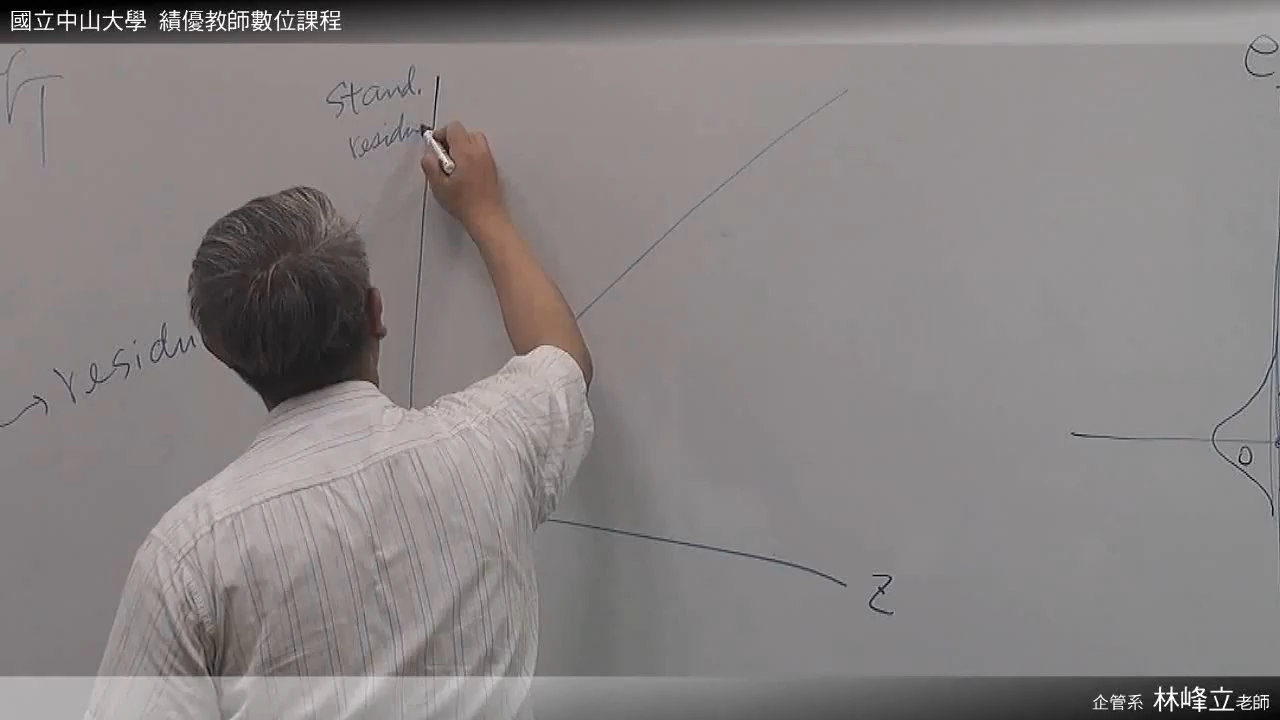 國立中山大學 績優教師數位課程
Stand.
residu
→ residu
e
0
Z
企管系 林峰立老師